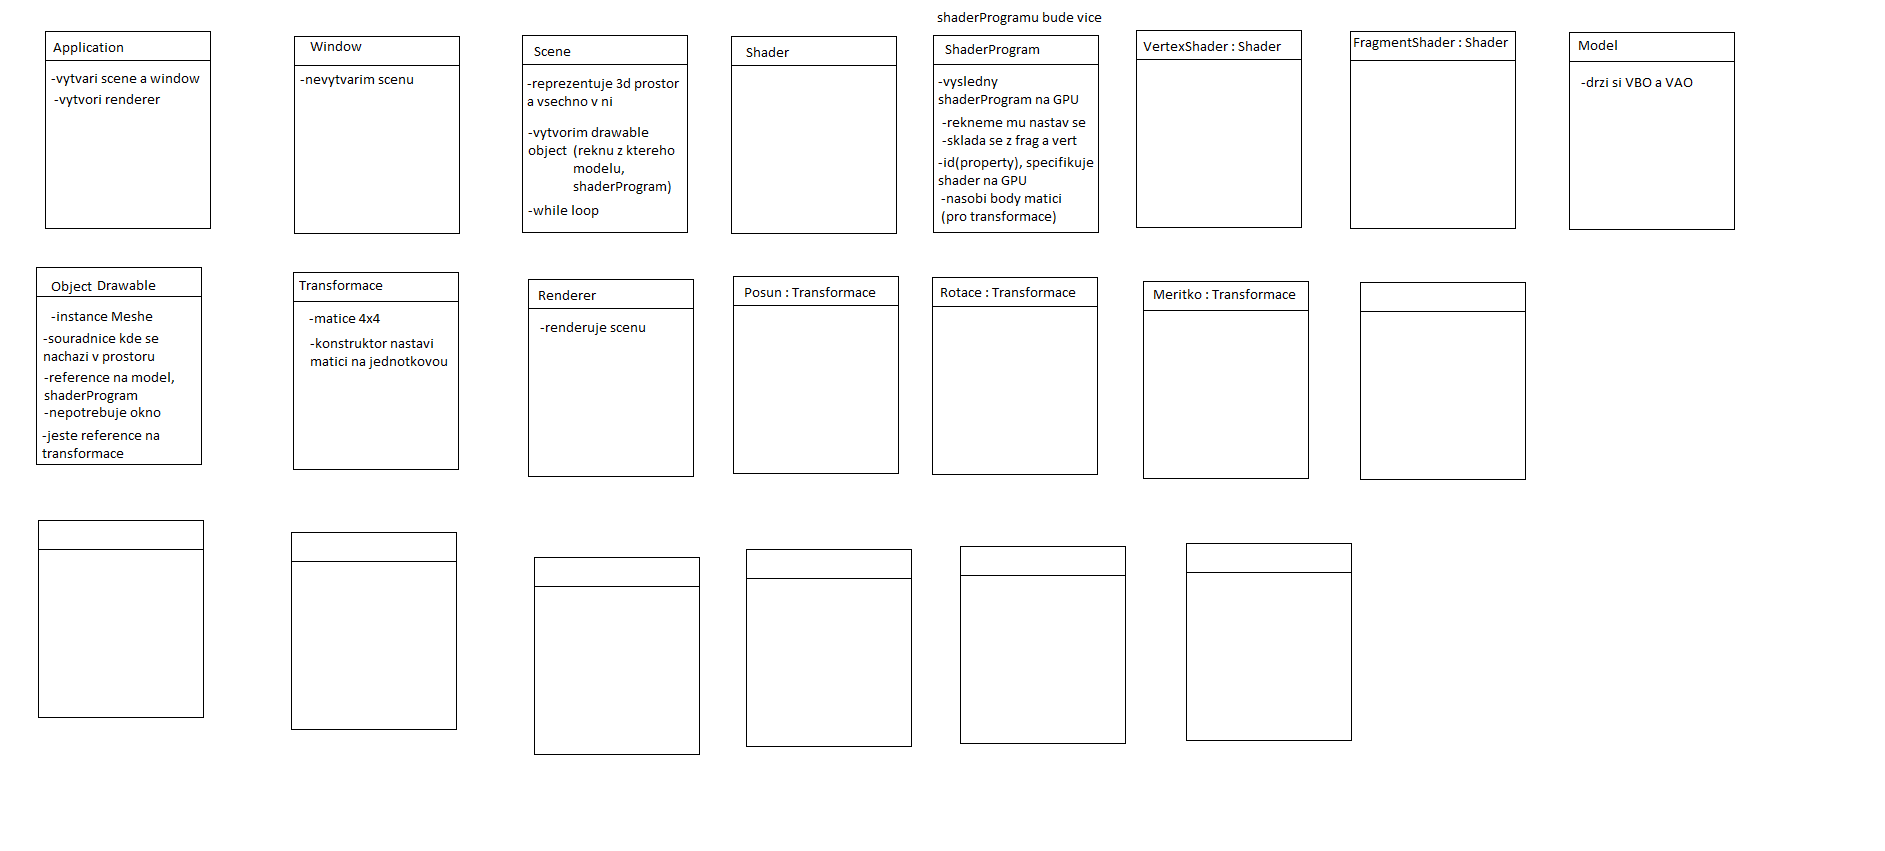 shaderProgramu bude vice
Application
-vytvari scene a window
-vytvori renderer
Window
-nevytvarim scenu
Scene
-reprezentuje 3d prostor
a vsechno v ni
-vytvorim drawable
object (reknu z ktereho
modelu,
shaderProgram)
-while loop
Shader
ShaderProgram
-vysledny
shaderProgram na GPU
-rekneme mu nastav se
-sklada se z frag a vert
-id(property), specifikuje
shader na GPU
-nasobi body matici
(pro transformace)
VertexShader : Shader
FragmentShader : Shader
Model
-drzi si VBO a VAO
Object Drawable
-instance Meshe
-souradnice kde se
nachazi v prostoru
-reference na model,
shaderProgram
-nepotrebuje okno
-jeste reference na
transformace
Transformace
-matice 4x4
-konstruktor nastavi
matici na jednotkovou
Renderer
-renderuje scenu
Posun : Transformace
Rotace : Transformace
Meritko : Transformace